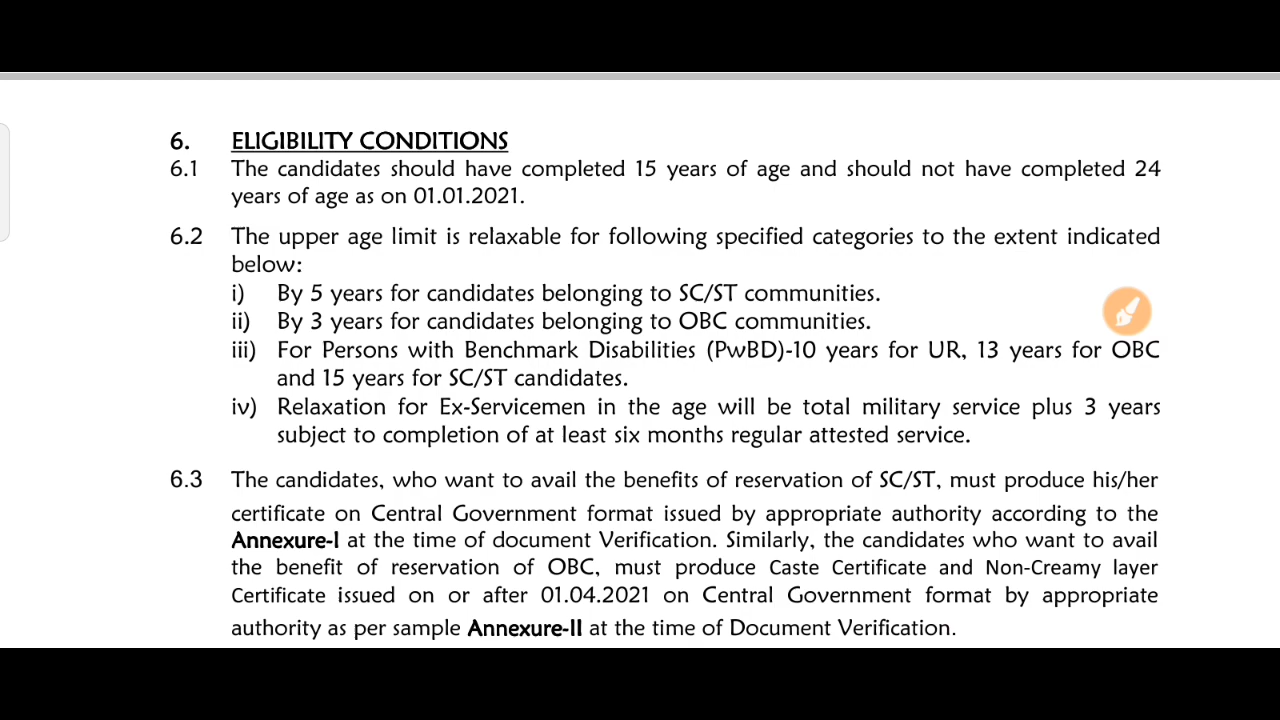 6. ELIGIBILITY CONDITIONS
6.1 The candidates should have completed 15 years of age and should not have completed 24
years of age as on 01.01.2021.
6.2 The upper age limit is relaxable for following specified categories to the extent indicated
below:
i) By 5 years for candidates belonging to SC/ST communities.
ii) By 3 years for candidates belonging to OBC communities.
iii) For Persons with Benchmark Disabilities (PwBD)-10 years for UR, 13 years for OBC
and 15 years for SC/ST candidates.
iv) Relaxation for Ex-Servicemen in the age will be total military service plus 3 years
subject to completion of at least six months regular attested service.
6.3 The candidates, who want to avail the benefits of reservation of SC/ST, must produce his/her
certificate on Central Government format issued by appropriate authority according to the
Annexure-I at the time of document Verification. Similarly, the candidates who want to avail
the benefit of reservation of OBC, must produce Caste Certificate and Non-Creamy layer
Certificate issued on or after 01.04.2021 on Central Government format by appropriate
authority as per sample Annexure-II at the time of Document Verification.